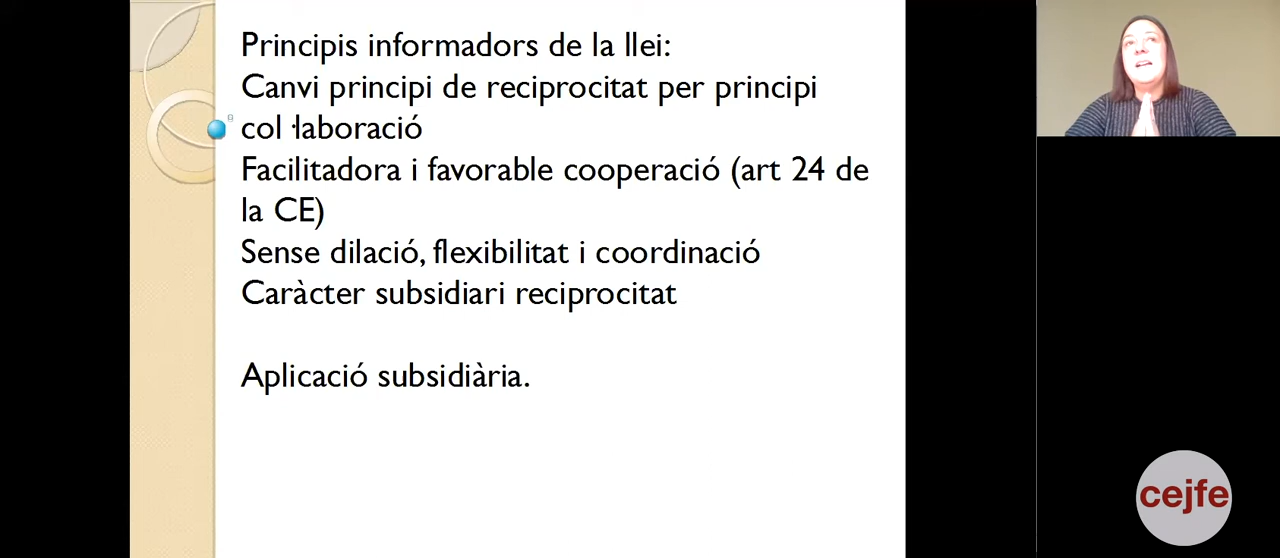 Principis informadors de la llei:
Canvi principi de reciprocitat per principi
col·laboració
Facilitadora i favorable cooperació (art 24 de
la CE)
Sense dilació, flexibilitat i coordinació
Caràcter subsidiari reciprocitat
Aplicació subsidiària.
9
cejfe